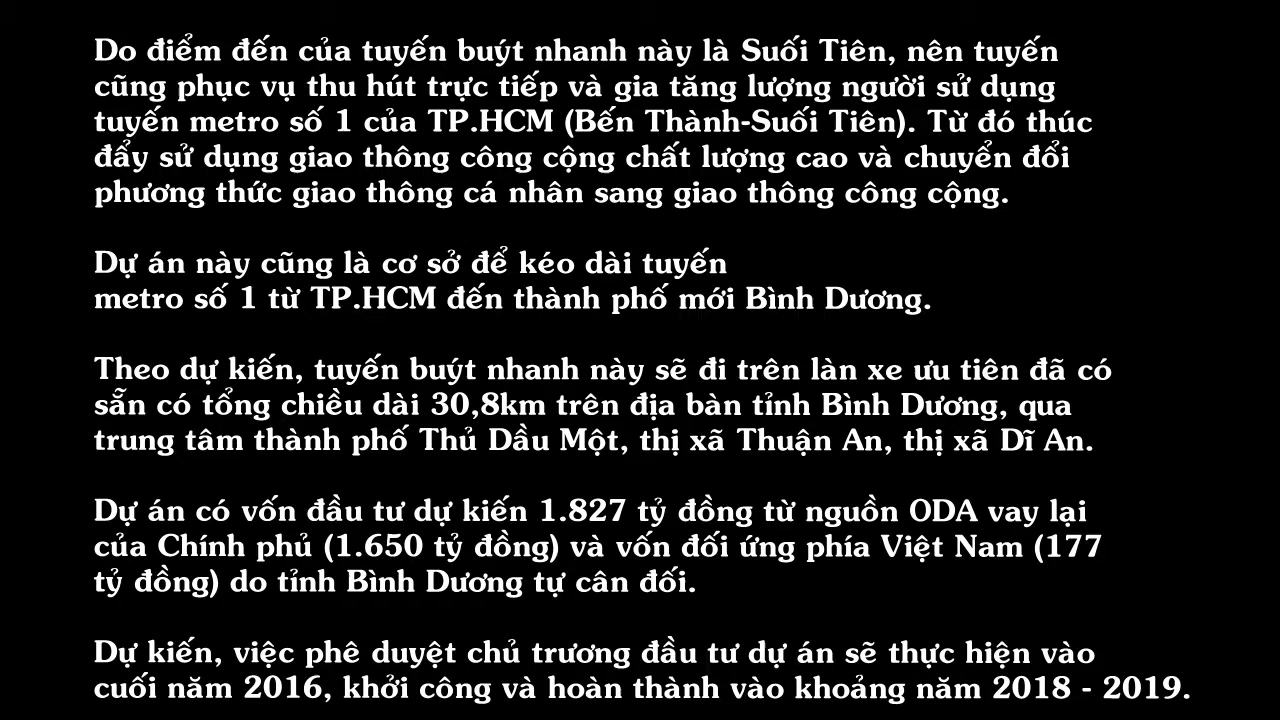 Do điểm đến của tuyến buýt nhanh này là Suối Tiên, nên tuyến
cũng phục vụ thu hút trực tiếp và gia tăng lượng người sử dụng
tuyến metro số 1 của TP.HCM (Bến Thành-Suối Tiên). Từ đó thúc
đẩy sử dụng giao thông công cộng chất lượng cao và chuyển đổi
phương thức giao thông cá nhân sang giao thông công cộng.
Dự án này cũng là cơ sở để kéo dài tuyến
metro số 1 từ TP.HCM đến thành phố mới Bình Dương.
Theo dự kiến, tuyến buýt nhanh này sẽ đi trên làn xe ưu tiên đã có
sẵn có tổng chiều dài 30,8km trên địa bàn tỉnh Bình Dương, qua
trung tâm thành phố Thủ Dầu Một, thị xã Thuận An, thị xã Dĩ An.
Dự án có vốn đầu tư dự kiến 1.827 tỷ đồng từ nguồn ODA vay lại
của Chính phủ (1.650 tỷ đồng) và vốn đối ứng phía Việt Nam (177
tỷ đồng) do tỉnh Bình Dương tự cân đối.
Dự kiến, việc phê duyệt chủ trương đầu tư dự án sẽ thực hiện vào
cuối năm 2016, khởi công và hoàn thành vào khoảng năm 2018 - 2019.